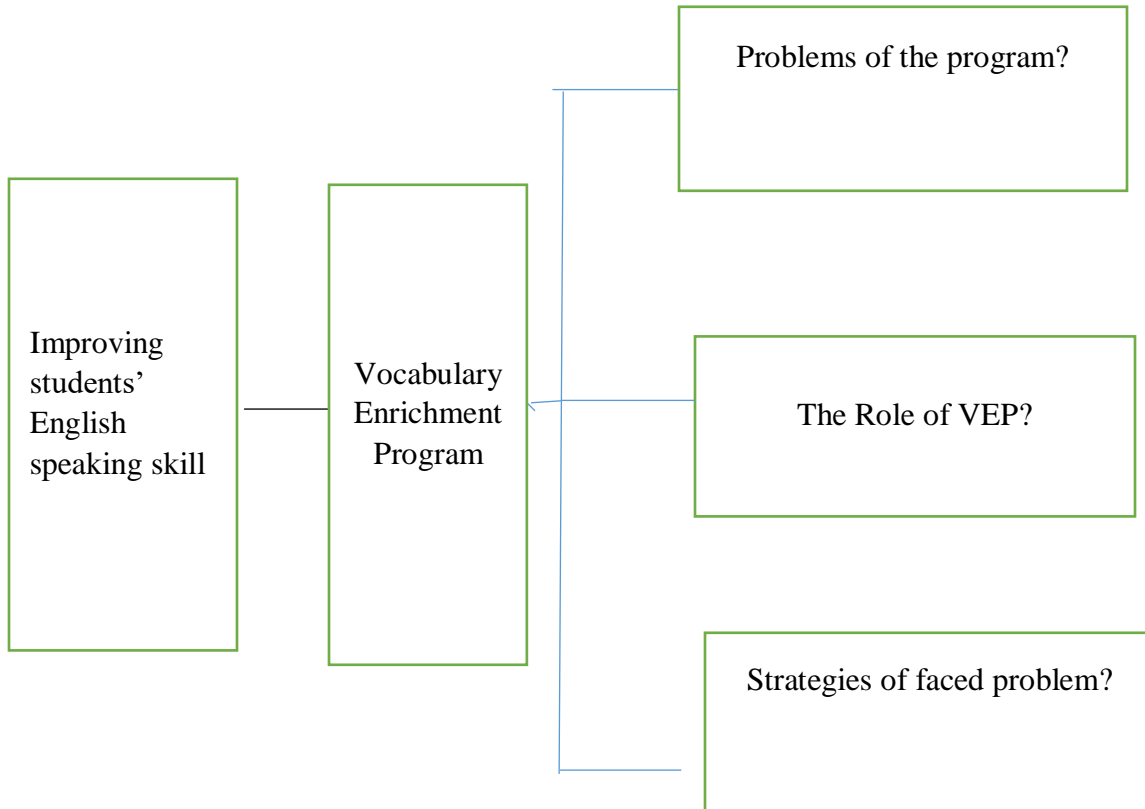 Improving
students’
English
speaking skill
Vocabulary
Enrichment
Program
Problems of the program?
The Role of VEP?
Strategies of faced problem?